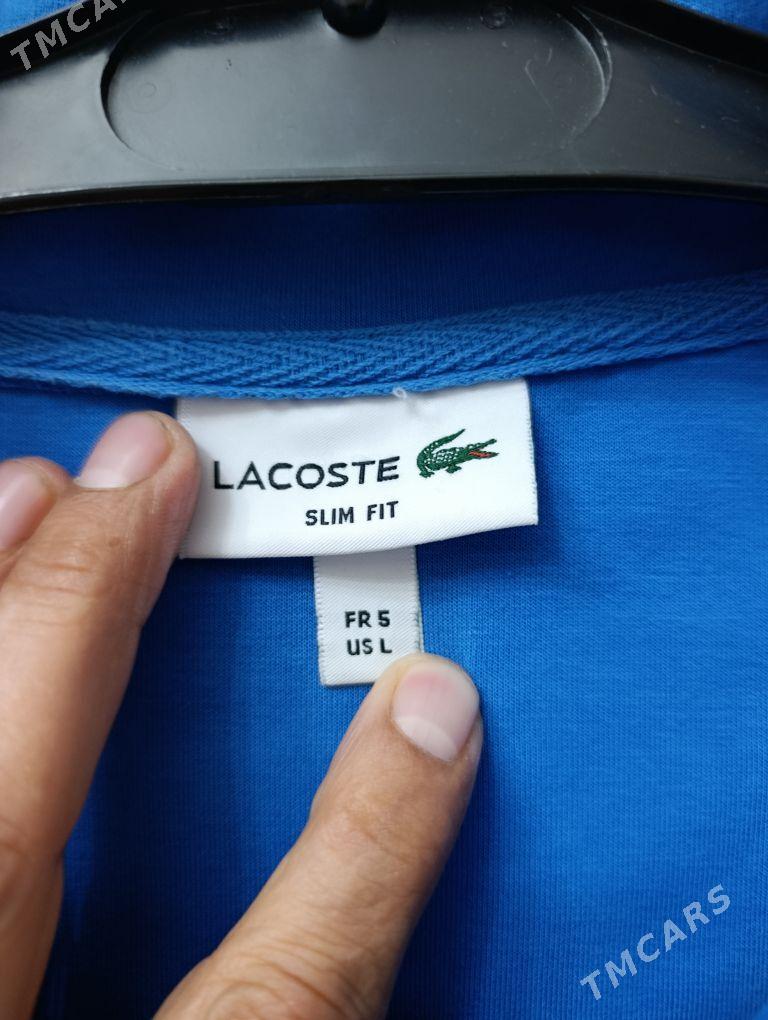 TMCARS
LACOSTE
SLIM FIT
FR 5
US L
TMCARS